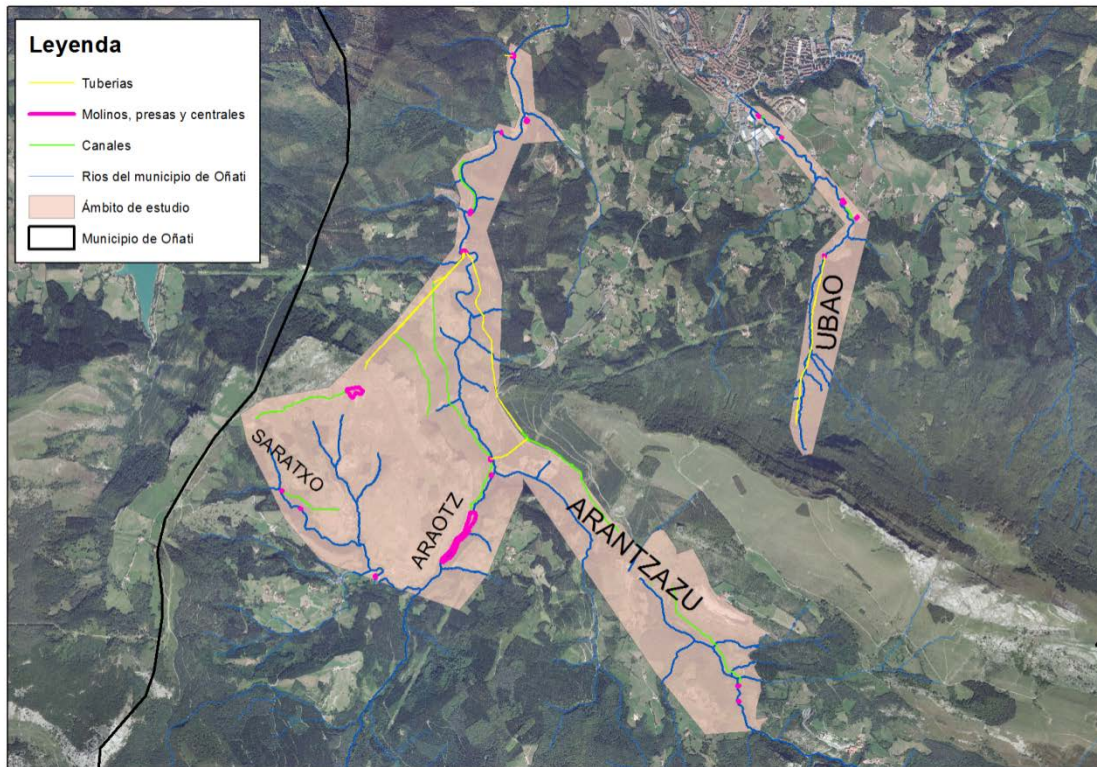 Leyenda
Tuberias
Molinos, presas y centrales
Canales
Rios del municipio de Oñati
Ámbito de estudio
Municipio de Oñati
UBAO
SARATXO
ARAOTZ
ARANTZAZU